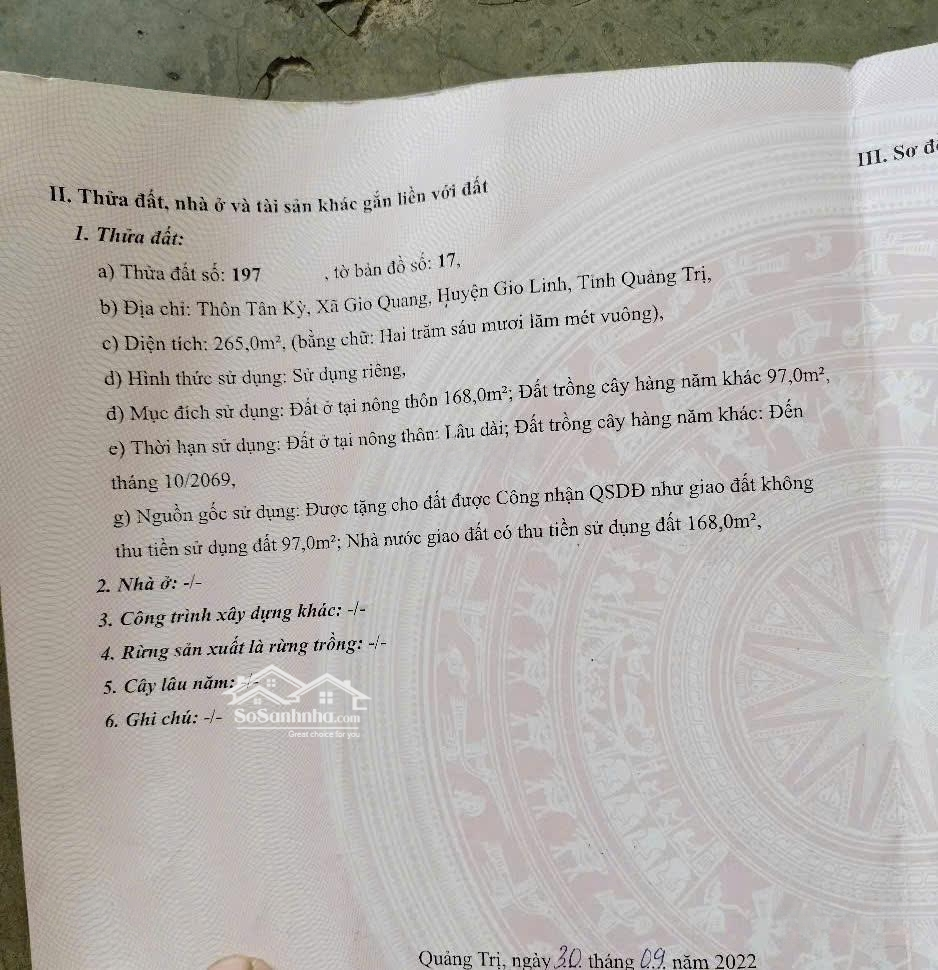 III. Sơ đ
II. Thửa đất, nhà ở và tài sản khác gắn liền với đất
1. Thửa đất:
a) Thửa đất số: 197 , tờ bản đồ số: 17,
b) Địa chỉ: Thôn Tân Kỳ, Xã Gio Quang, Huyện Gio Linh, Tỉnh Quảng Trị,
c) Diện tích: 265,0m², (bằng chữ: Hai trăm sáu mươi lăm mét vuông),
d) Hình thức sử dụng: Sử dụng riêng,
đ) Mục đích sử dụng: Đất ở tại nông thôn 168,0m²; Đất trồng cây hàng năm khác 97,0m²,
e) Thời hạn sử dụng: Đất ở tại nông thôn: Lâu dài; Đất trồng cây hàng năm khác: Đến
tháng 10/2069,
g) Nguồn gốc sử dụng: Được tặng cho đất được Công nhận QSDĐ như giao đất không
thu tiền sử dụng đất 97,0m²; Nhà nước giao đất có thu tiền sử dụng đất 168,0m²,
2. Nhà ở: -/-
3. Công trình xây dựng khác: -/-
4. Rừng sản xuất là rừng trồng: -/-
5. Cây lâu năm: -/-
6. Ghi chú: -/-
SoSanhnha.com
Great choice for you
Quảng Trị, ngày 30 tháng 09 năm 2022